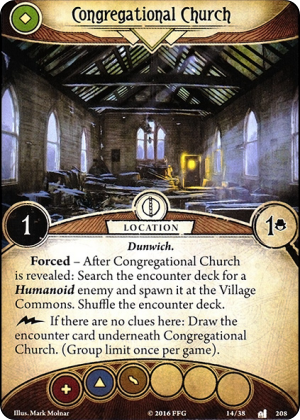 Congregational Church
1
LOCATION
1
Dunwich.
Forced – After Congregational Church
is revealed: Search the encounter deck for a
Humanoid enemy and spawn it at the Village
Commons. Shuffle the encounter deck.
If there are no clues here: Draw the
encounter card underneath Congregational
Church. (Group limit once per game).
Illus. Mark Molnar
© 2016 FFG
14/38
208